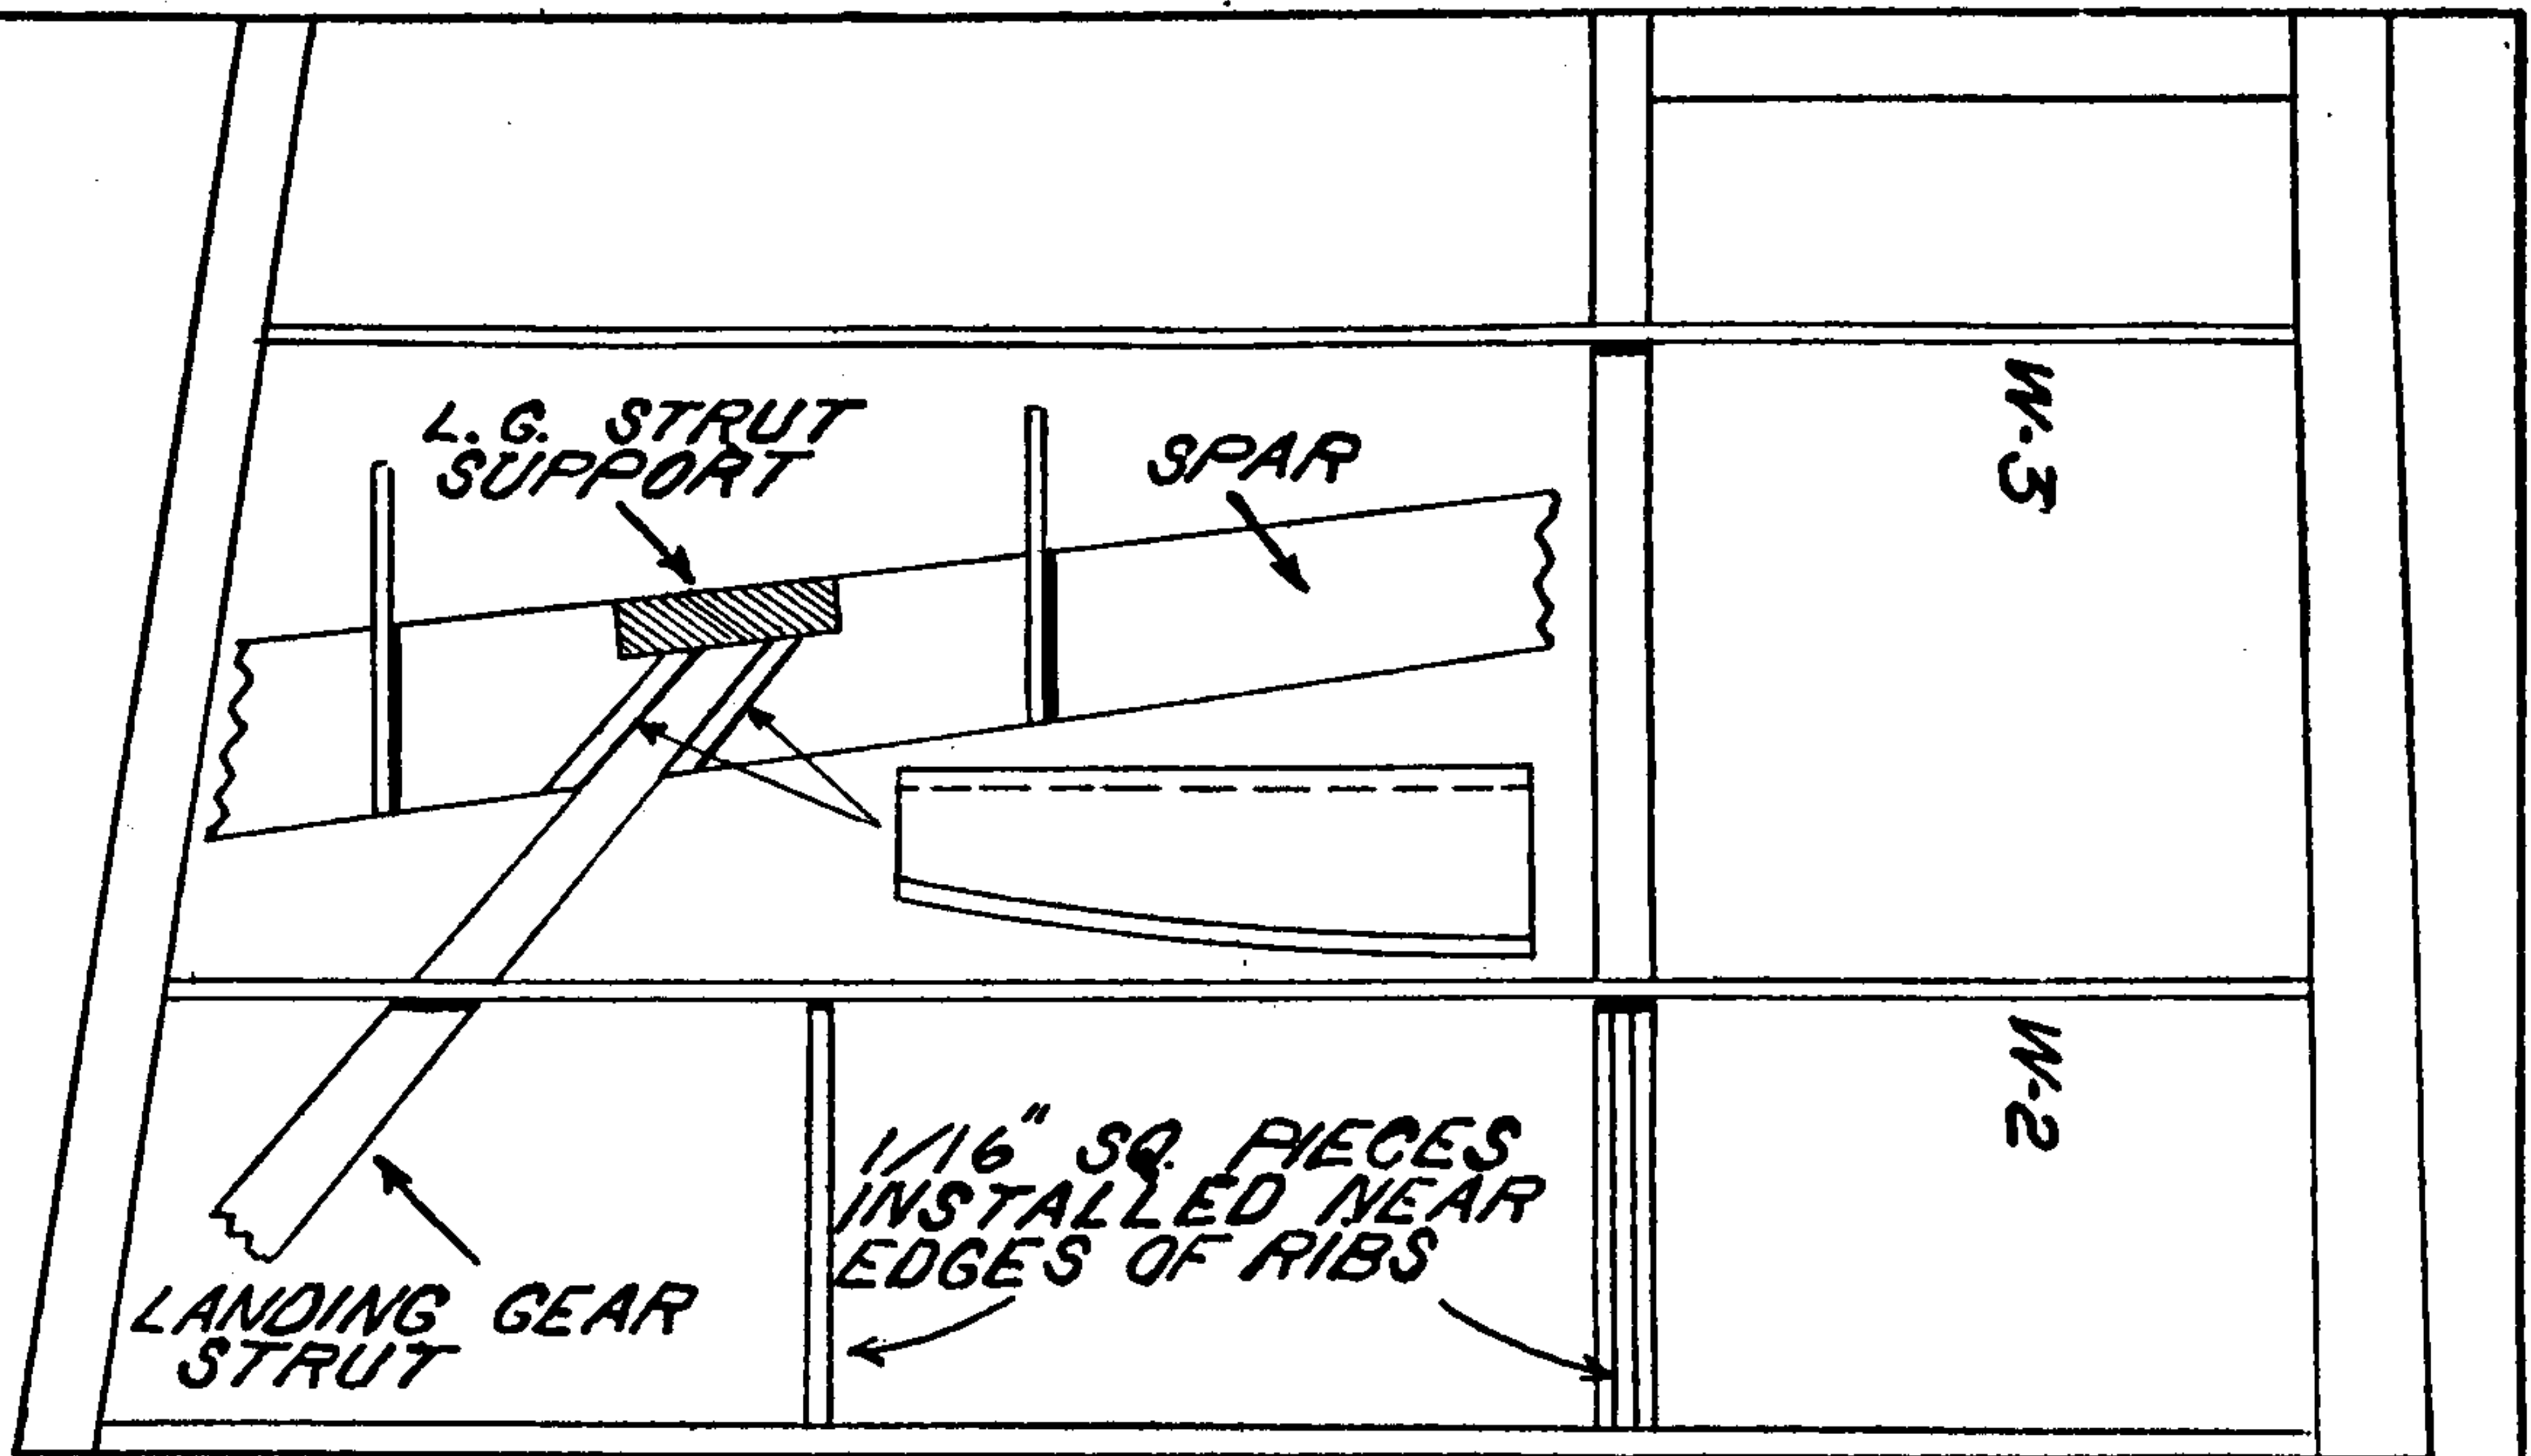 L.G. STRUT
SUPPORT
SPAR
W-3
W-2
1/16" SQ. PIECES
INSTALLED NEAR
EDGES OF RIBS
LANDING GEAR
STRUT